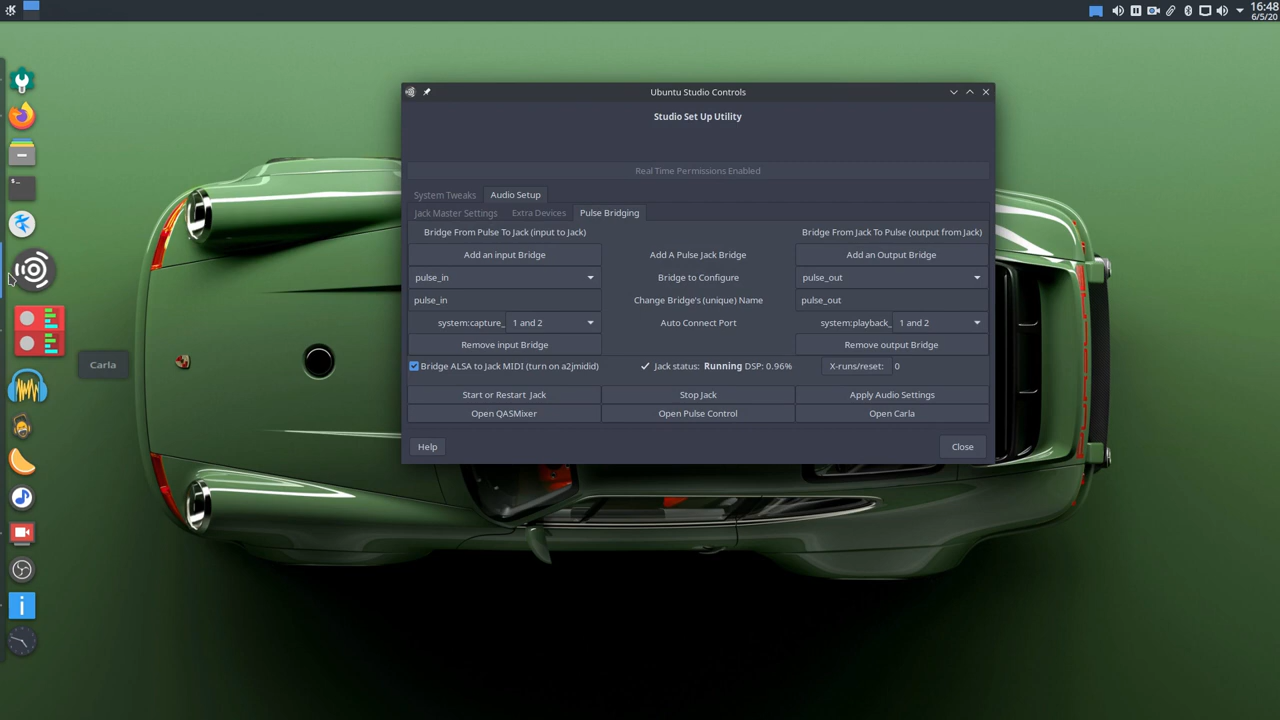 16:48
6/5/20
Ubuntu Studio Controls
Studio Set Up Utility
Real Time Permissions Enabled
System Tweaks Audio Setup
Jack Master Settings Extra Devices Pulse Bridging
Bridge From Pulse To Jack (input to Jack) Bridge From Jack To Pulse (output from Jack)
Add an input Bridge Add A Pulse Jack Bridge Add an Output Bridge
pulse_in Bridge to Configure pulse_out
pulse_in Change Bridge's (unique) Name pulse_out
system:capture_ 1 and 2 Auto Connect Port system:playback_ 1 and 2
Remove input Bridge Remove output Bridge
Bridge ALSA to Jack MIDI (turn on a2jmidid) Jack status: Running DSP: 0.96% X-runs/reset: 0
Start or Restart Jack Stop Jack Apply Audio Settings
Open QASMixer Open Pulse Control Open Carla
Help Close
Carla